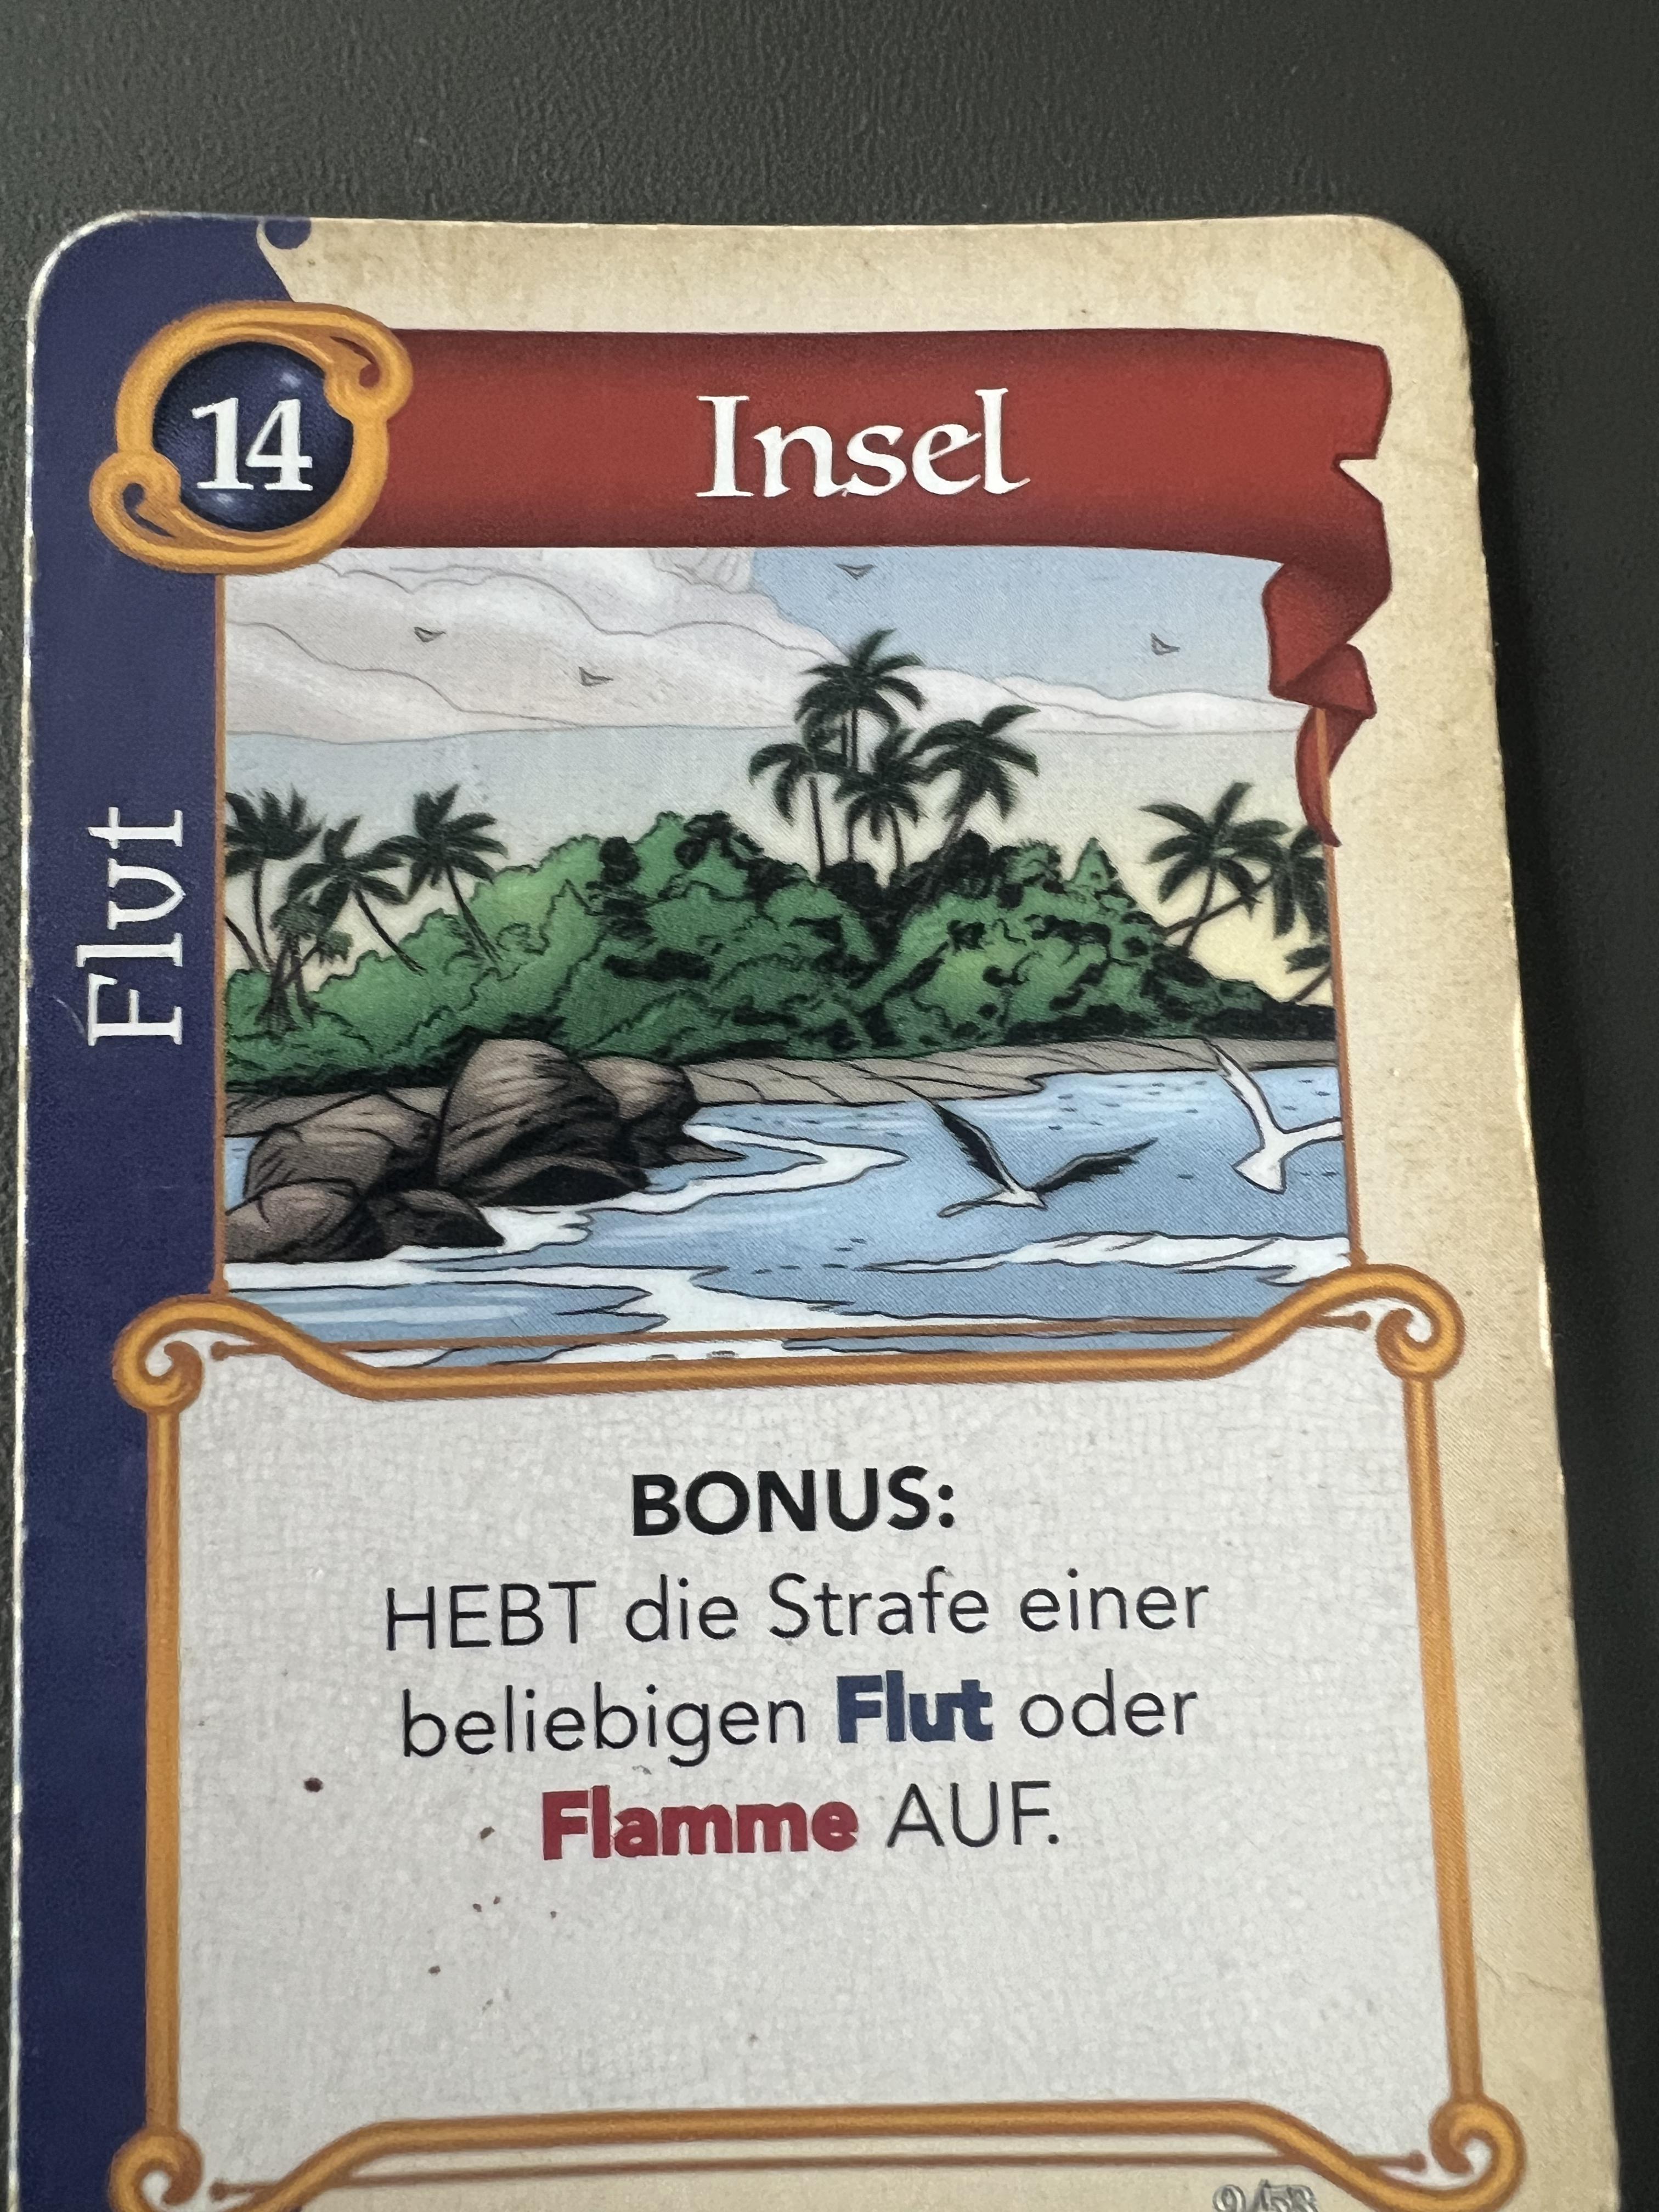 14
Insel
Flut
BONUS:
HEBT die Strafe einer
beliebigen Flut oder
Flamme AUF.